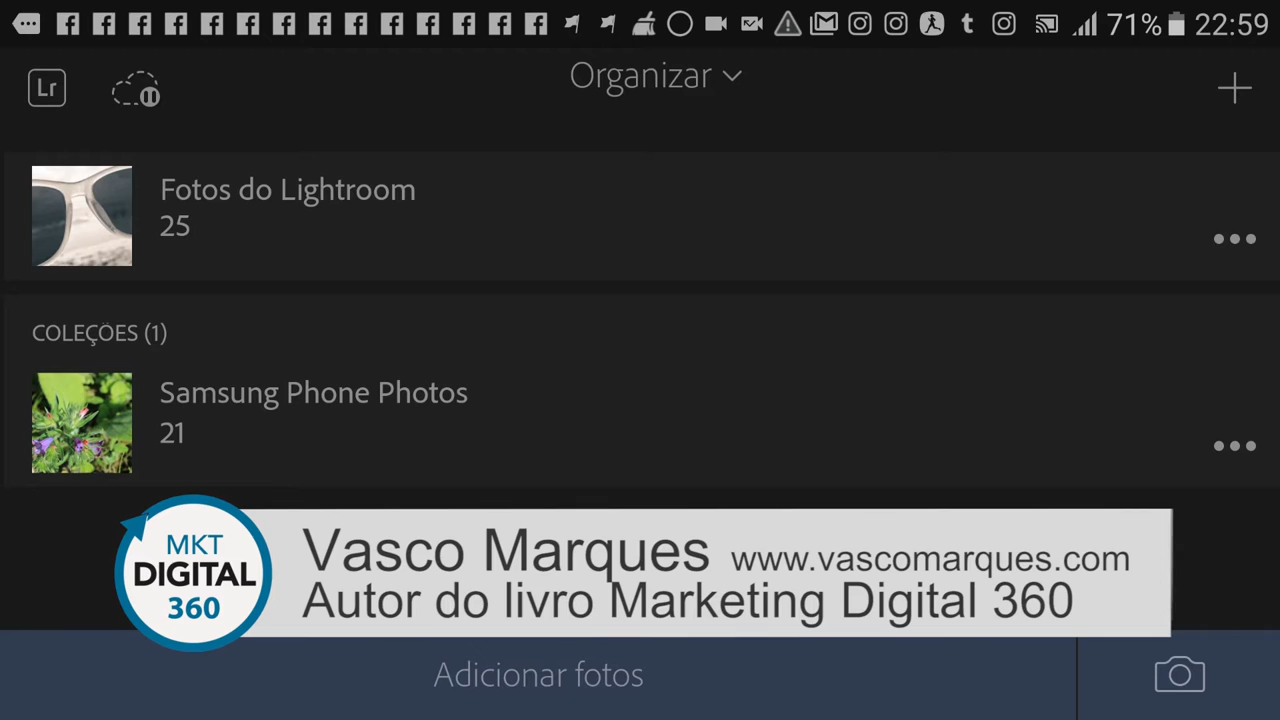 71% 22:59
Lr
Organizar
Fotos do Lightroom
25
COLEÇÕES (1)
Samsung Phone Photos
21
MKT
DIGITAL
360
Vasco Marques www.vascomarques.com
Autor do livro Marketing Digital 360
Adicionar fotos